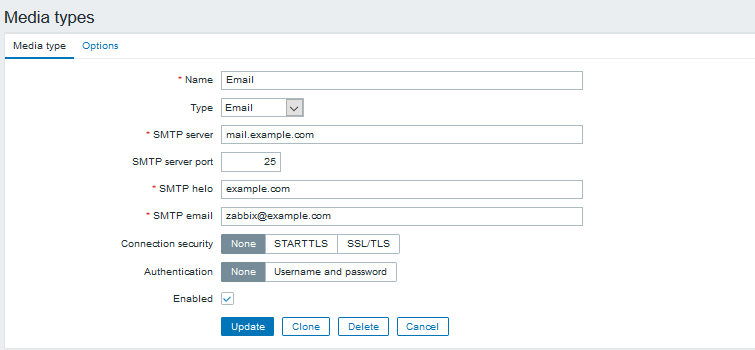 Media types
Media type Options
* Name Email
Type Email
* SMTP server mail.example.com
SMTP server port 25
* SMTP helo example.com
* SMTP email zabbix@example.com
Connection security None STARTTLS SSL/TLS
Authentication None Username and password
Enabled
Update Clone Delete Cancel